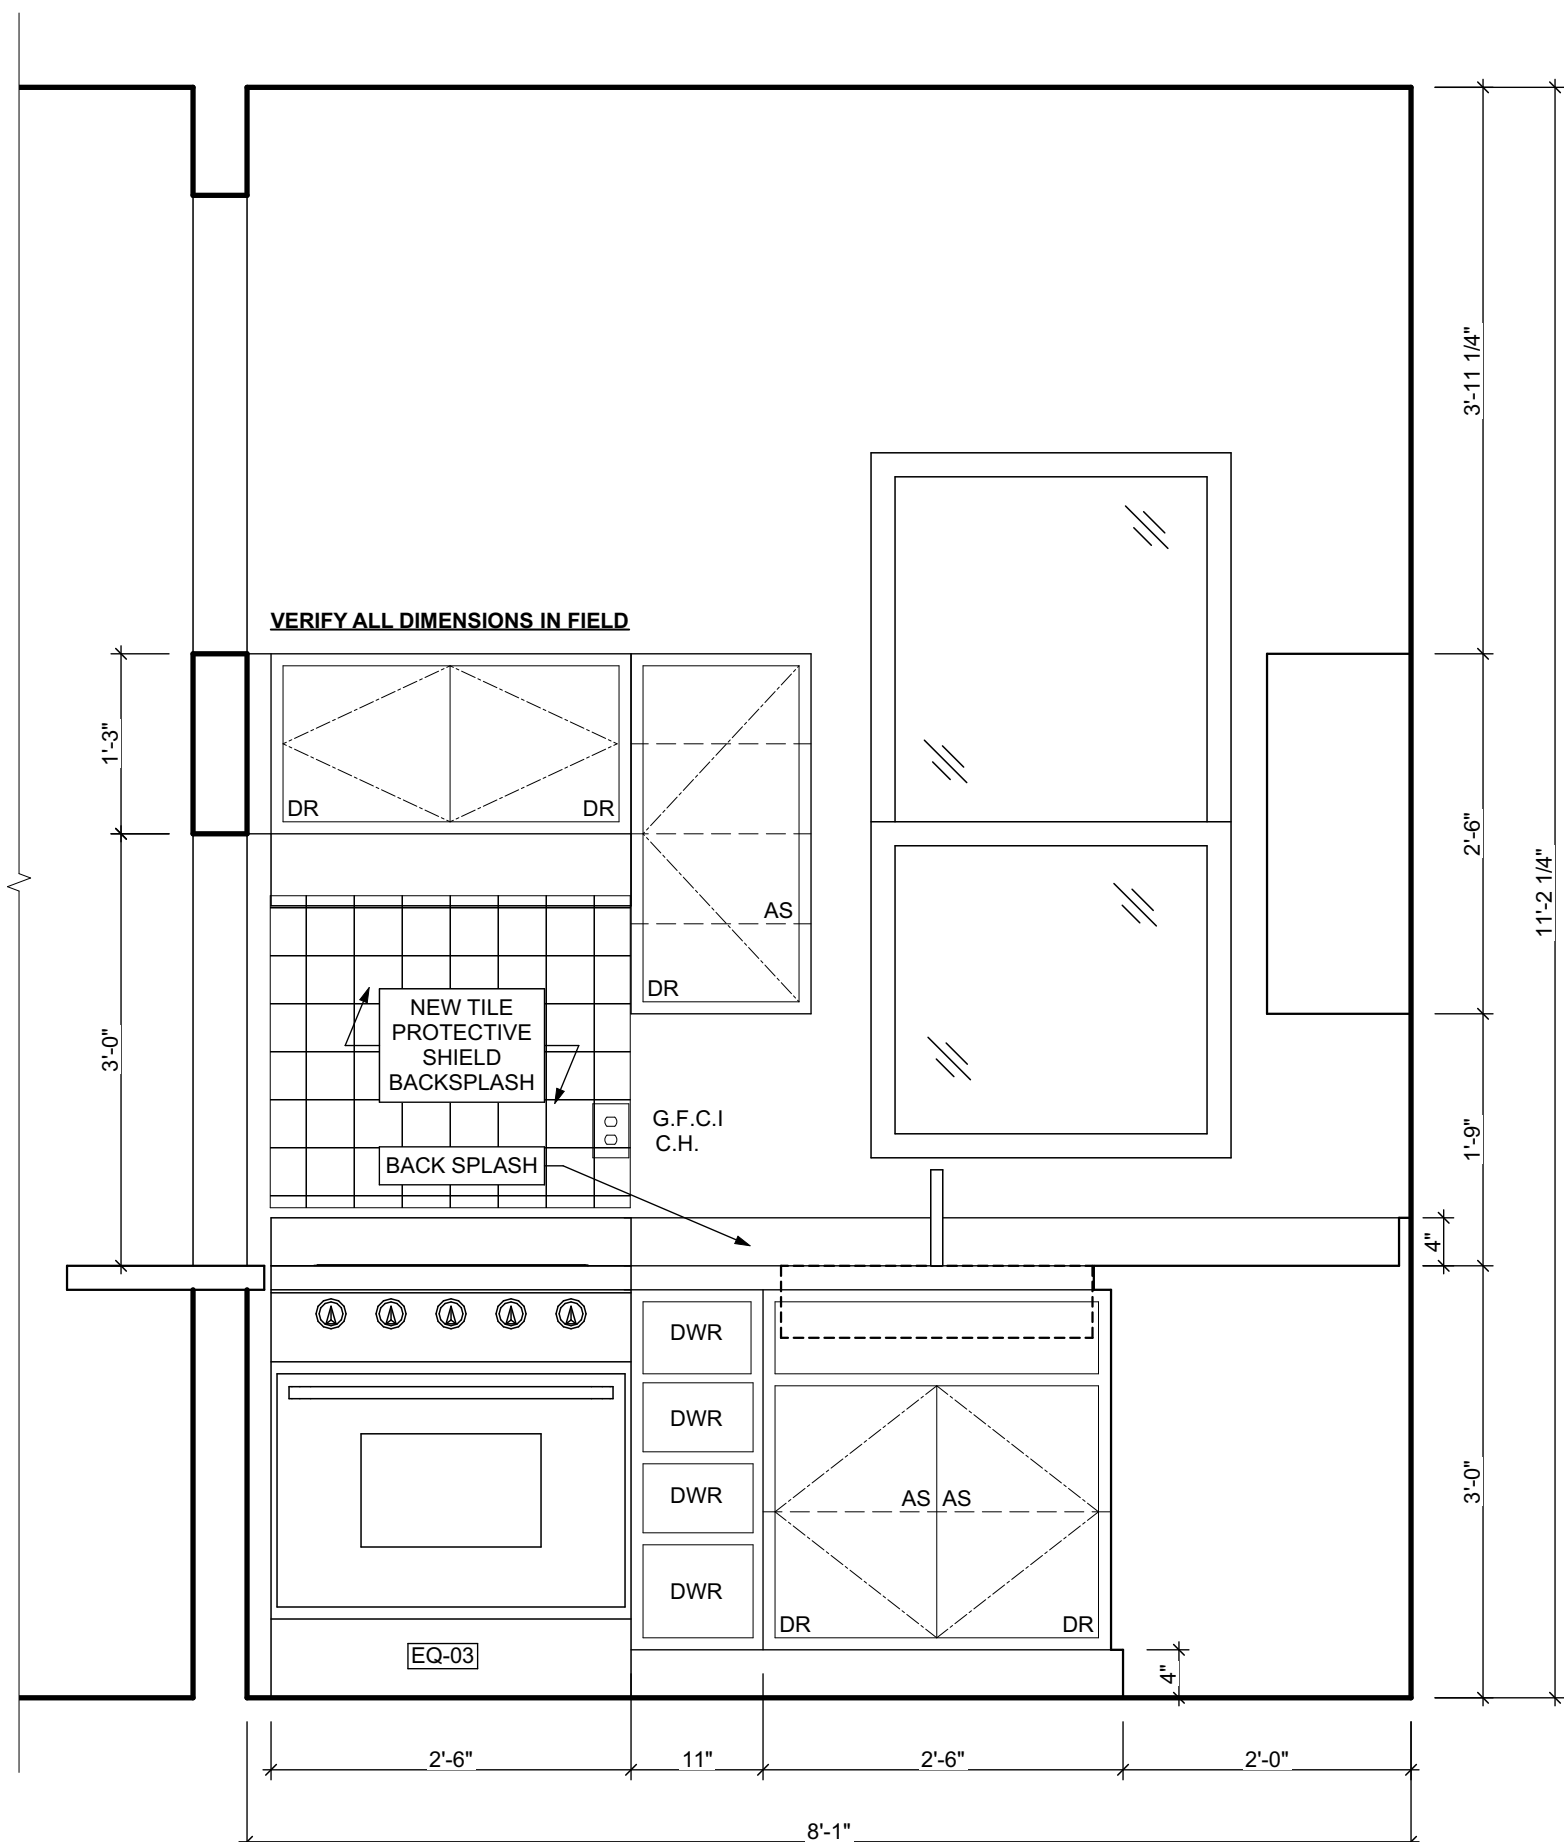 3'-11 1/4"
VERIFY ALL DIMENSIONS IN FIELD
1'-3"
DR
DR
2'-6"
11'-2 1/4"
AS
DR
NEW TILE
PROTECTIVE
SHIELD
BACKSPLASH
3'-0"
G.F.C.I
C.H.
1'-9"
BACK SPLASH
4"
DWR
DWR
DWR
AS
AS
3'-0"
DWR
DR
DR
EQ-03
4"
2'-6"
11"
2'-6"
2'-0"
8'-1"